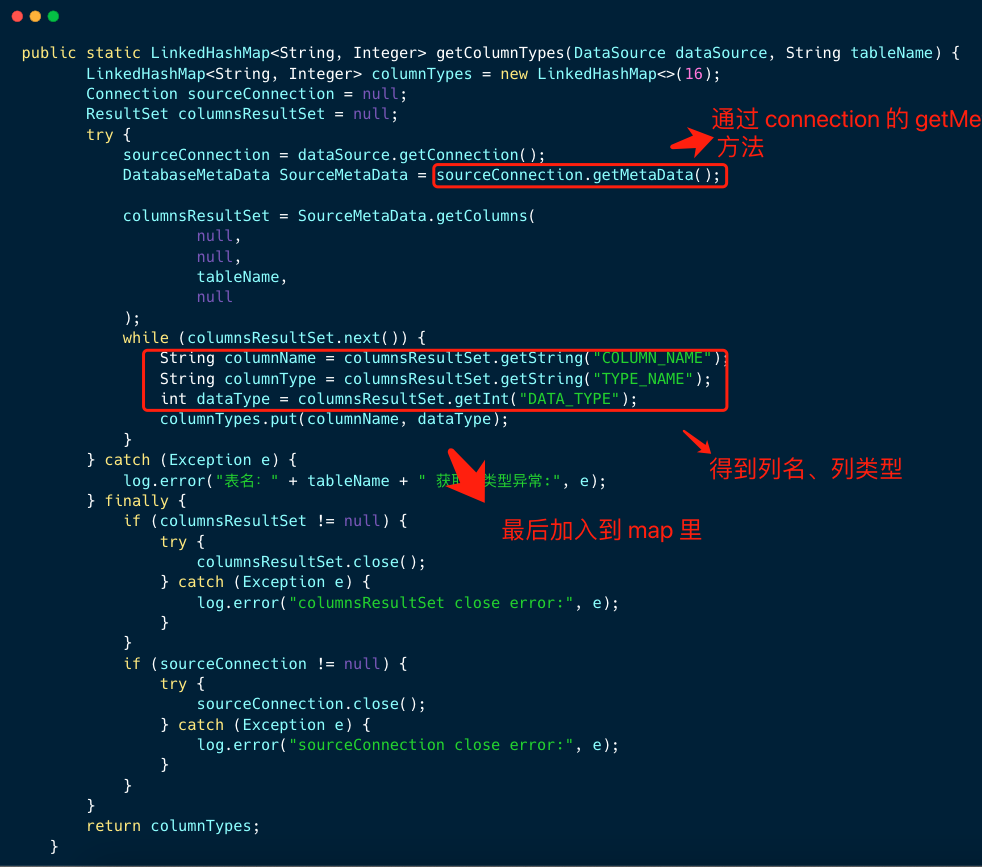 public static LinkedHashMap<String, Integer> getColumnTypes(DataSource dataSource, String tableName) {
LinkedHashMap<String, Integer> columnTypes = new LinkedHashMap<>(16);
Connection sourceConnection = null;
ResultSet columnsResultSet = null;
通过 connection 的 getMe
try {
方法
sourceConnection = dataSource.getConnection();
DatabaseMetaData SourceMetaData = sourceConnection.getMetaData();
columnsResultSet = SourceMetaData.getColumns(
null,
null,
tableName,
null
);
while (columnsResultSet.next()) {
String columnName = columnsResultSet.getString("COLUMN_NAME");
String columnType = columnsResultSet.getString("TYPE_NAME");
int dataType = columnsResultSet.getInt("DATA_TYPE");
columnTypes.put(columnName, dataType);
}
} catch (Exception e) {
得到列名、列类型
log.error("表名：" + tableName + " 获取 类型异常:", e);
} finally {
if (columnsResultSet != null) {
最后加入到 map 里
try {
columnsResultSet.close();
} catch (Exception e) {
log.error("columnsResultSet close error:", e);
}
}
if (sourceConnection != null) {
try {
sourceConnection.close();
} catch (Exception e) {
log.error("sourceConnection close error:", e);
}
}
}
return columnTypes;
}